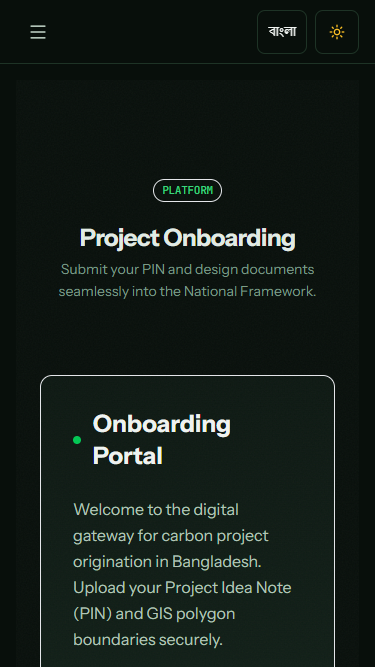 বাংলা
PLATFORM
Project Onboarding
Submit your PIN and design documents
seamlessly into the National Framework.
Onboarding
Portal
Welcome to the digital
gateway for carbon project
origination in Bangladesh.
Upload your Project Idea Note
(PIN) and GIS polygon
boundaries securely.